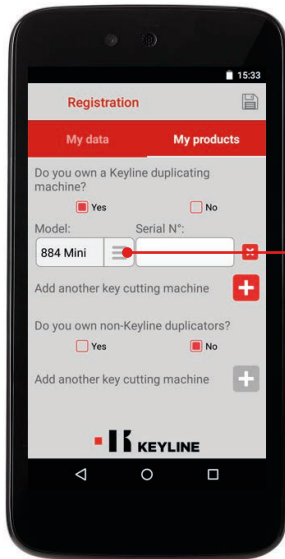 15:33
Registration
My data My products
Do you own a Keyline duplicating
machine?
Yes No
Model: Serial N°:
884 Mini
Add another key cutting machine
Do you own non-Keyline duplicators?
Yes No
Add another key cutting machine
KEYLINE